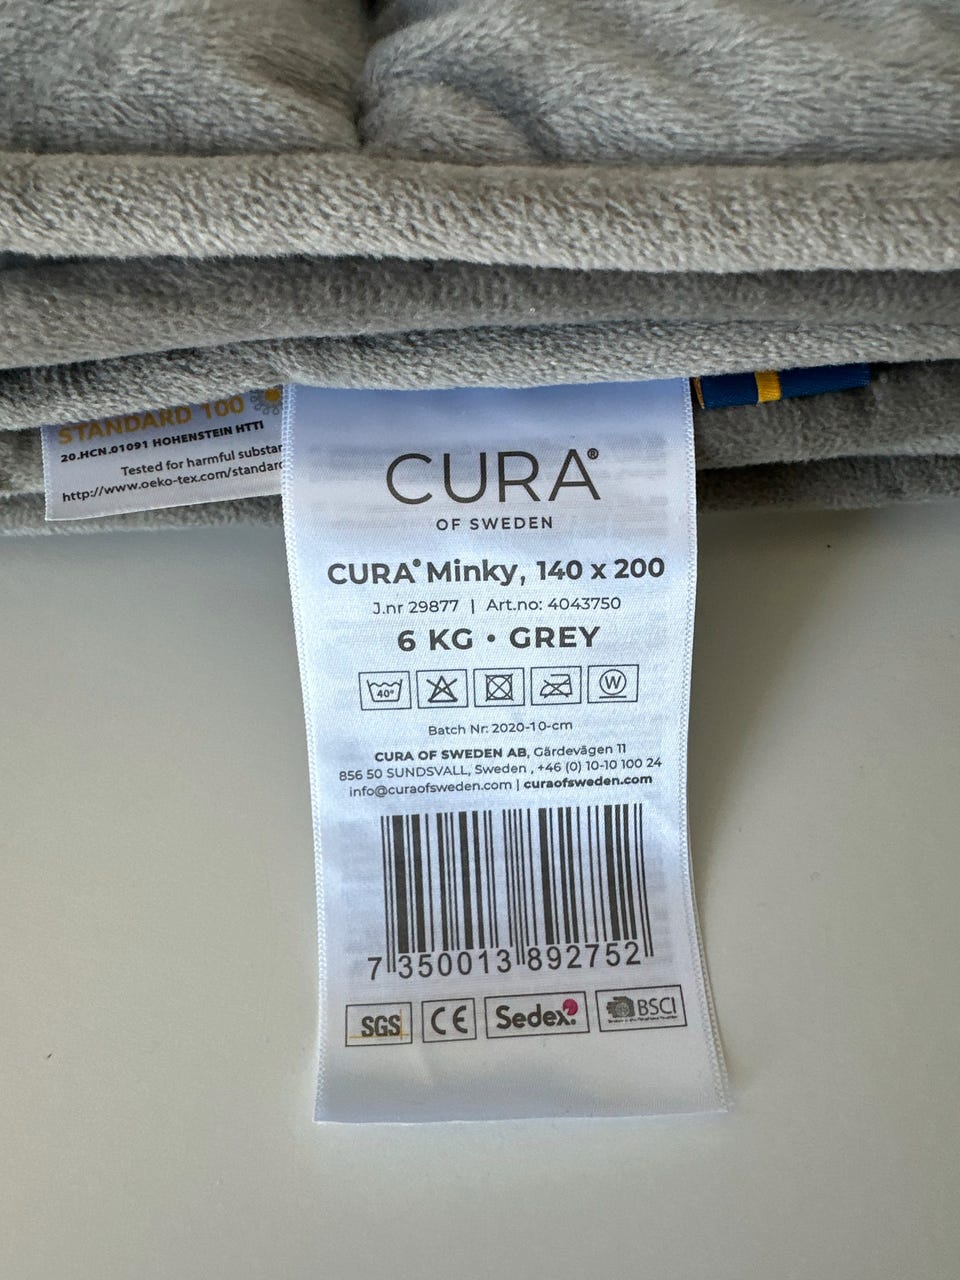 STANDARD 100
20.HCN.01091 HOHENSTEIN HTTI
Tested for harmful
http://www.oeko-tex.com/standard
CURA®
OF SWEDEN
CURA® Minky, 140 x 200
J.nr 29877 | Art.no: 4043750
6 KG • GREY
40°
W
Batch Nr: 2020-10-cm
CURA OF SWEDEN AB, Gärdevägen 11
856 50 SUNDSVALL, Sweden , +46 (0) 10-10 100 24
info@curaofsweden.com | curaofsweden.com
7 350013 892752
SGS CE Sedex BSCI